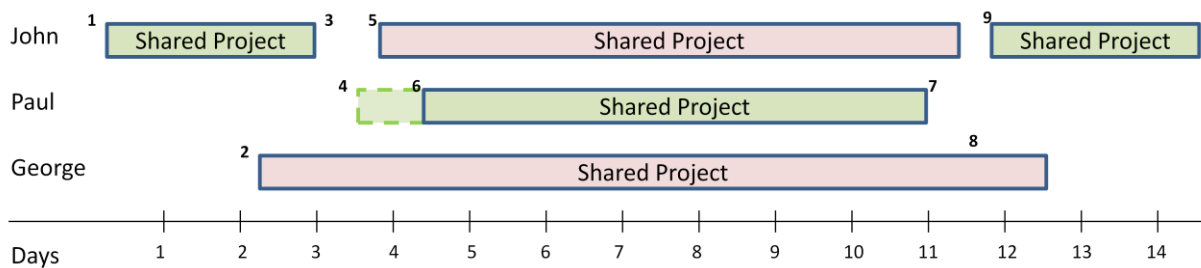 1 3 5 9
John Shared Project Shared Project Shared Project
4 6 7
Paul Shared Project
2 8
George Shared Project
Days 1 2 3 4 5 6 7 8 9 10 11 12 13 14